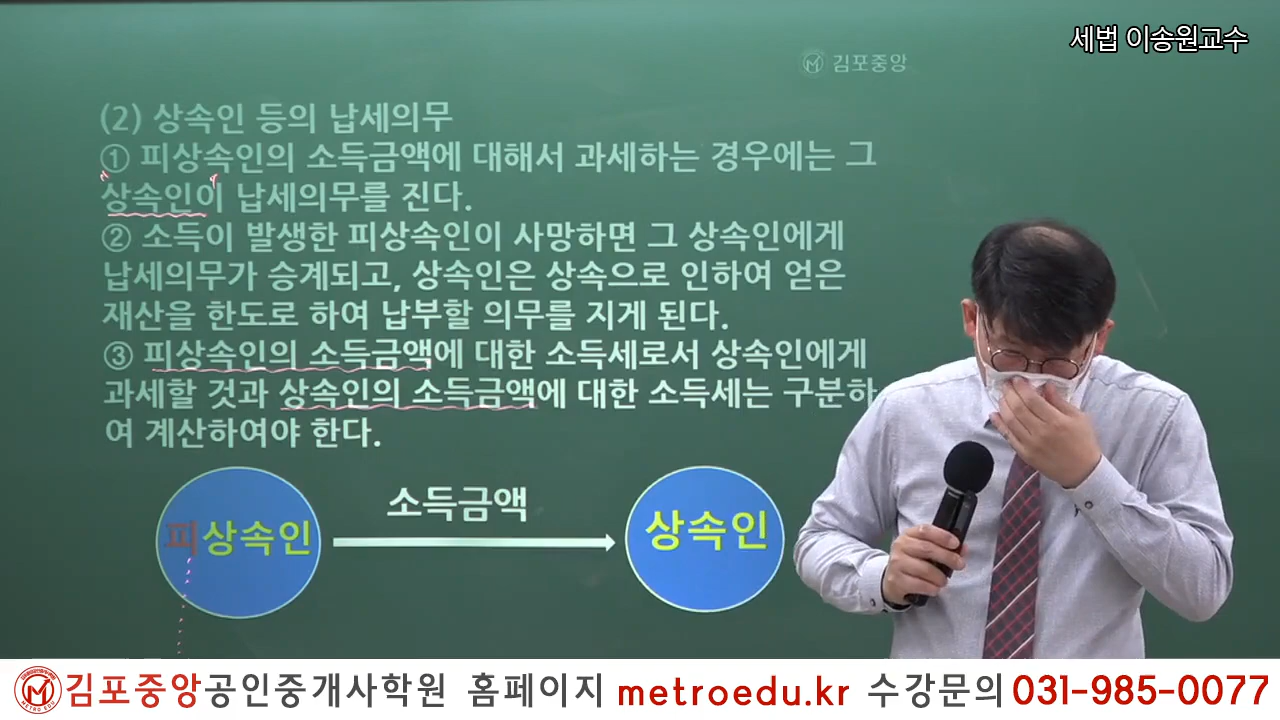 세법 이송원교수
김포중앙
(2) 상속인 등의 납세의무
① 피상속인의 소득금액에 대해서 과세하는 경우에는 그
상속인이 납세의무를 진다.
② 소득이 발생한 피상속인이 사망하면 그 상속인에게
납세의무가 승계되고, 상속인은 상속으로 인하여 얻은
재산을 한도로 하여 납부할 의무를 지게 된다.
③ 피상속인의 소득금액에 대한 소득세로서 상속인에게
과세할 것과 상속인의 소득금액에 대한 소득세는 구분하
여 계산하여야 한다.
피상속인
소득금액
상속인
METRO EDU
김포중앙공인중개사학원 홈페이지 metroedu.kr 수강문의 031-985-0077